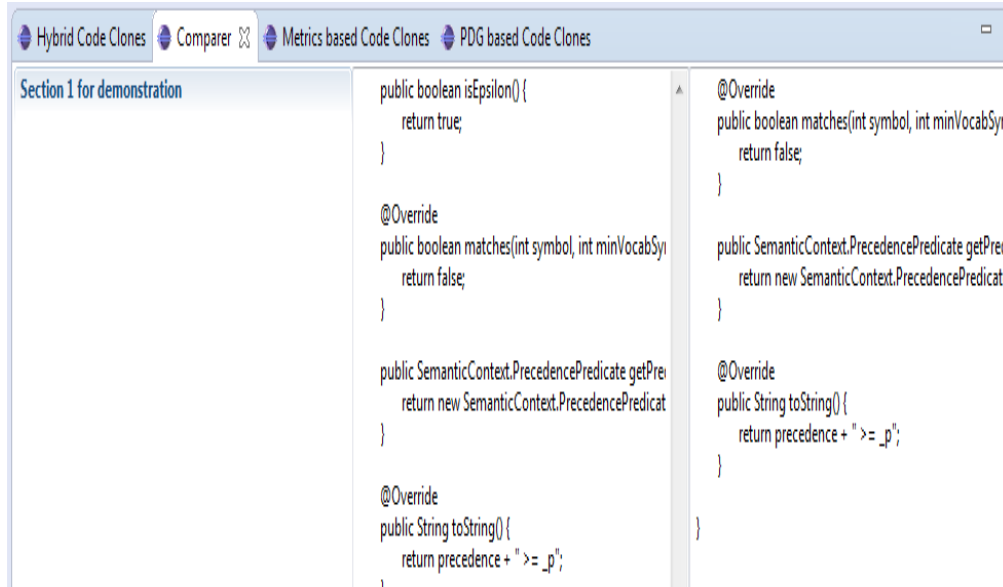 Hybrid Code Clones Comparer Metrics based Code Clones PDG based Code Clones
Section 1 for demonstration
public boolean isEpsilon() {
return true;
}
@Override
public boolean matches(int symbol, int minVocabSy
return false;
}
public SemanticContext.PrecedencePredicate getPre
return new SemanticContext.PrecedencePredicat
}
@Override
public String toString() {
return precedence + " >= _p";
}
@Override
public boolean matches(int symbol, int minVocabSy
return false;
}
public SemanticContext.PrecedencePredicate getPre
return new SemanticContext.PrecedencePredicat
}
@Override
public String toString() {
return precedence + " >= _p";
}
}